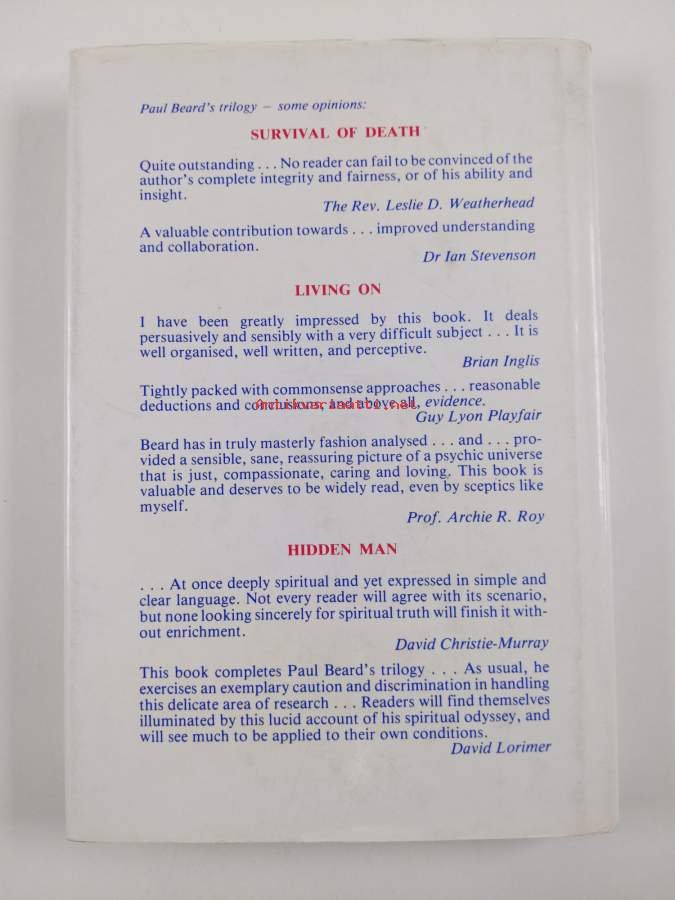 Paul Beard's trilogy – some opinions:
SURVIVAL OF DEATH
Quite outstanding . . . No reader can fail to be convinced of the
author's complete integrity and fairness, or of his ability and
insight.
The Rev. Leslie D. Weatherhead
A valuable contribution towards . . . improved understanding
and collaboration.
Dr Ian Stevenson
LIVING ON
I have been greatly impressed by this book. It deals
persuasively and sensibly with a very difficult subject . . . It is
well organised, well written, and perceptive.
Brian Inglis
Tightly packed with commonsense approaches . . . reasonable
deductions and conclusions, and above all, evidence.
Guy Lyon Playfair
Beard has in truly masterly fashion analysed . . . and . . . pro-
vided a sensible, sane, reassuring picture of a psychic universe
that is just, compassionate, caring and loving. This book is
valuable and deserves to be widely read, even by sceptics like
myself.
Prof. Archie R. Roy
HIDDEN MAN
. . . At once deeply spiritual and yet expressed in simple and
clear language. Not every reader will agree with its scenario,
but none looking sincerely for spiritual truth will finish it with-
out enrichment.
David Christie-Murray
This book completes Paul Beard's trilogy . . . As usual, he
exercises an exemplary caution and discrimination in handling
this delicate area of research . . . Readers will find themselves
illuminated by this lucid account of his spiritual odyssey, and
will see much to be applied to their own conditions.
David Lorimer